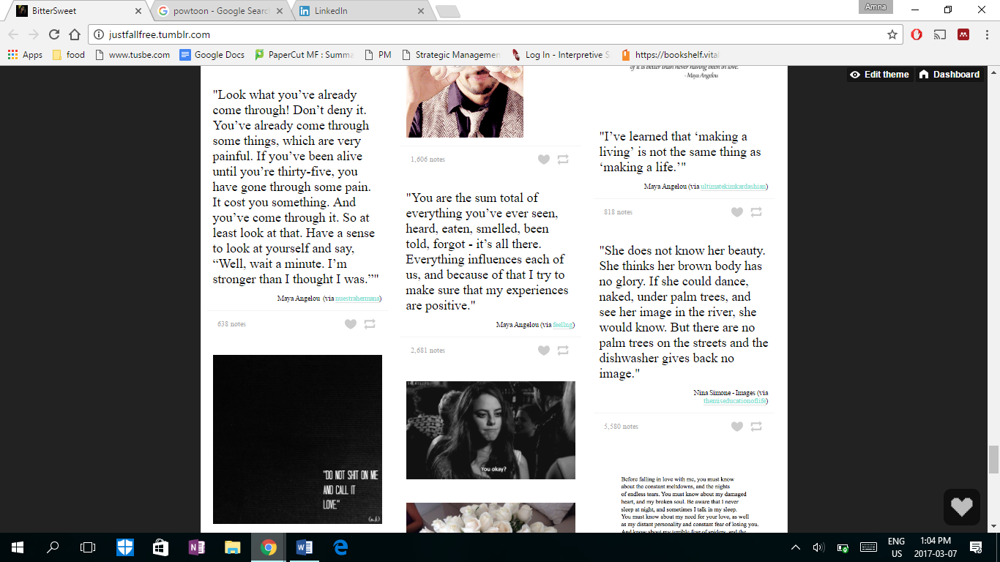 BitterSweet
powtoon - Google Search
LinkedIn
Amna
justfallfree.tumblr.com
Apps
food
www.tusbe.com
Google Docs
PaperCut MF : Summa
PM
Strategic Managemen
Log In - Interpretive S
https://bookshelf.vital
Edit theme
Dashboard
"Look what you’ve already
come through! Don’t deny it.
You’ve already come through
some things, which are very
painful. If you’ve been alive
until you’re thirty-five, you
have gone through some pain.
It cost you something. And
you’ve come through it. So at
least look at that. Have a sense
to look at yourself and say,
“Well, wait a minute. I’m
stronger than I thought I was.”"
Maya Angelou (via nuestrahermana)
638 notes
"DO NOT SHIT ON ME
AND CALL IT
LOVE"
(a.f)
1,606 notes
"You are the sum total of
everything you’ve ever seen,
heard, eaten, smelled, been
told, forgot - it’s all there.
Everything influences each of
us, and because of that I try to
make sure that my experiences
are positive."
Maya Angelou (via feellng)
2,681 notes
You okay?
of it is better than never having been in love.
- Maya Angelou
"I’ve learned that ‘making a
living’ is not the same thing as
‘making a life.’"
Maya Angelou (via ultimatekimkardashian)
818 notes
"She does not know her beauty.
She thinks her brown body has
no glory. If she could dance,
naked, under palm trees, and
see her image in the river, she
would know. But there are no
palm trees on the streets and the
dishwasher gives back no
image."
Nina Simone - Images (via
themiseducationoflife)
5,580 notes
Before falling in love with me, you must know
about the constant meltdowns, and the nights
of endless tears. You must know about my damaged
heart, and my broken soul. Be aware that I never
sleep at night, and sometimes I talk in my sleep.
You must know about my need for your love, as well
as my distant personality and constant fear of losing you.
And know about my terrible fear of spiders, and the
ENG
US
1:04 PM
2017-03-07